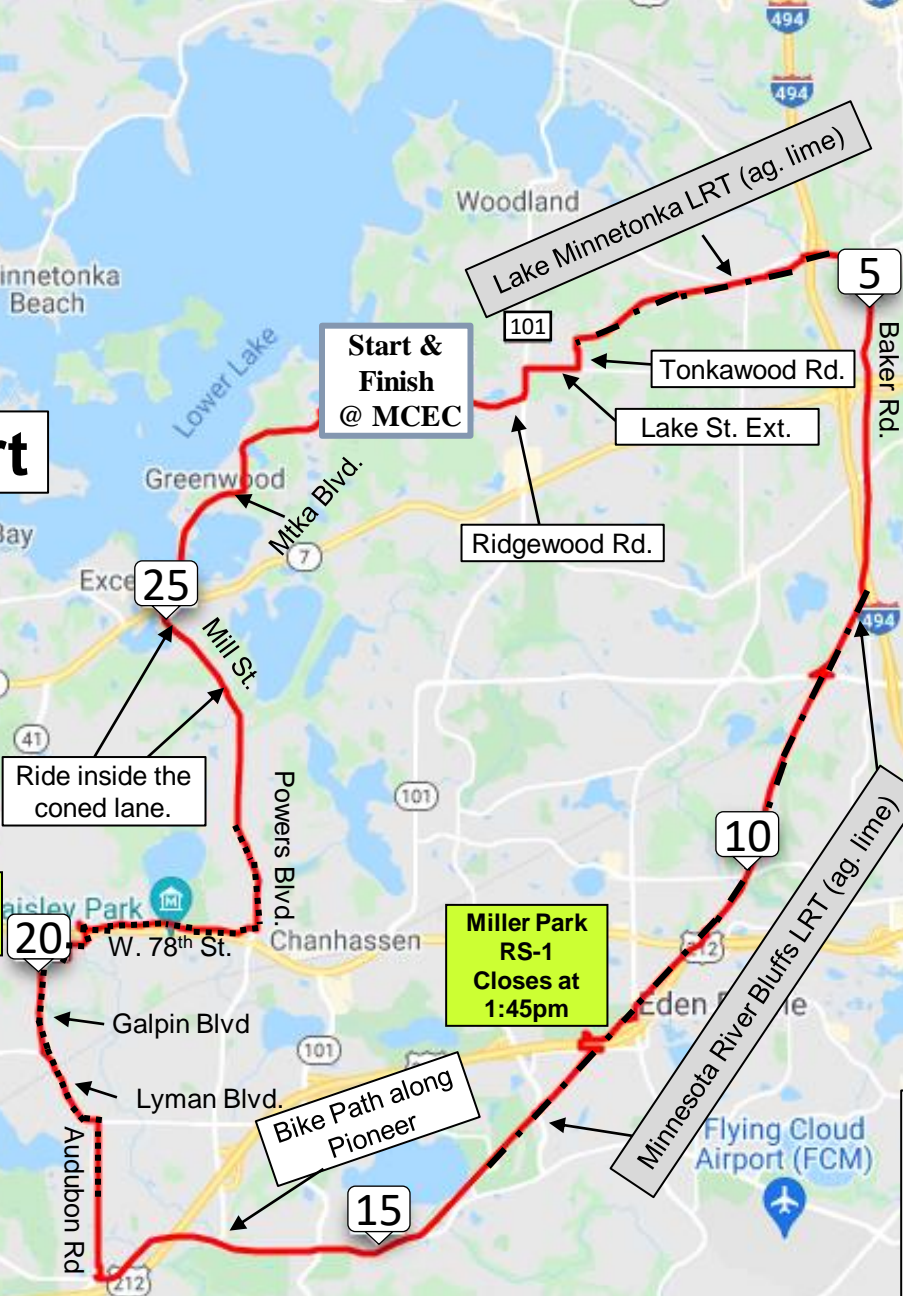 494
494
Lake Minnetonka LRT (ag. lime)
Woodland
innetonka
Beach
5
Lower Lake
Start &
Finish
@ MCEC
101
Tonkawood Rd.
Baker Rd.
Lake St. Ext.
rt
Greenwood
Mtka Blvd.
Ridgewood Rd.
Bay
7
Exce
25
Mill St.
494
41
Ride inside the
coned lane.
Powers Blvd.
101
10
aisley Park
20
W. 78th St.
Chanhassen
Miller Park
RS-1
Closes at
1:45pm
212
Eden
ie
Minnesota River Bluffs LRT (ag. lime)
Galpin Blvd
101
Lyman Blvd.
Bike Path along
Pioneer
Flying Cloud
Airport (FCM)
Audubon Rd
15
212